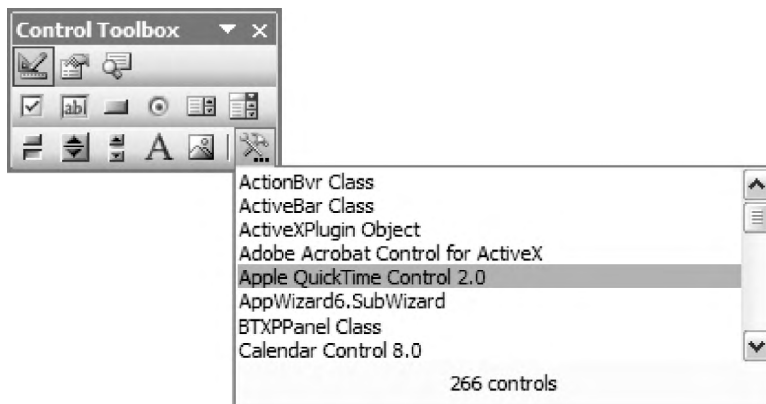 Control Toolbox
abl
A
ActionBvr Class
ActiveBar Class
ActiveXPlugin Object
Adobe Acrobat Control for ActiveX
Apple QuickTime Control 2.0
AppWizard6.SubWizard
BTXPPanel Class
Calendar Control 8.0
266 controls